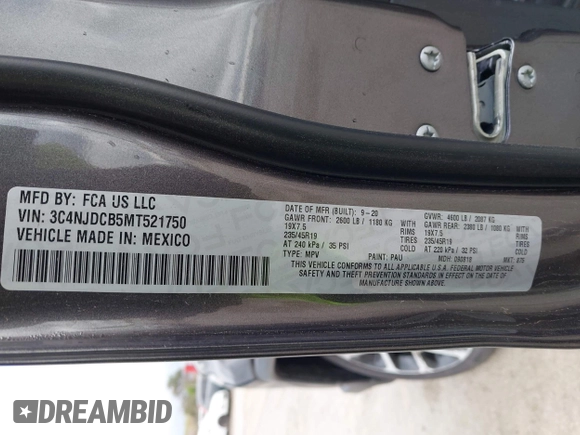 MFD BY: FCA US LLC
VIN: 3C4NJDCB5MT521750
VEHICLE MADE IN: MEXICO
DATE OF MFR (BUILT) 9-20 GVWR: 4600 LB / 2087 KG
GAWR FRONT: 2600 LB / 1180 KG WITH GAWR REAR: 2380 LB / 1080 KG WITH
19X7.5 RIMS 19X7.5 RIMS
235/45R19 TIRES 235/45R19 TIRES
AT 240 kPa / 35 PSI COLD AT 220 kPa / 32 PSI COLD
TYPE: MPV PAINT: PAU MDH: 090818
THIS VEHICLE CONFORMS TO ALL APPLICABLE U.S.A. FEDERAL MOTOR VEHICLE
SAFETY AND THEFT PREVENTION STANDARDS IN EFFECT ON THE DATE OF
MANUFACTURE SHOWN ABOVE.
DREAMBID